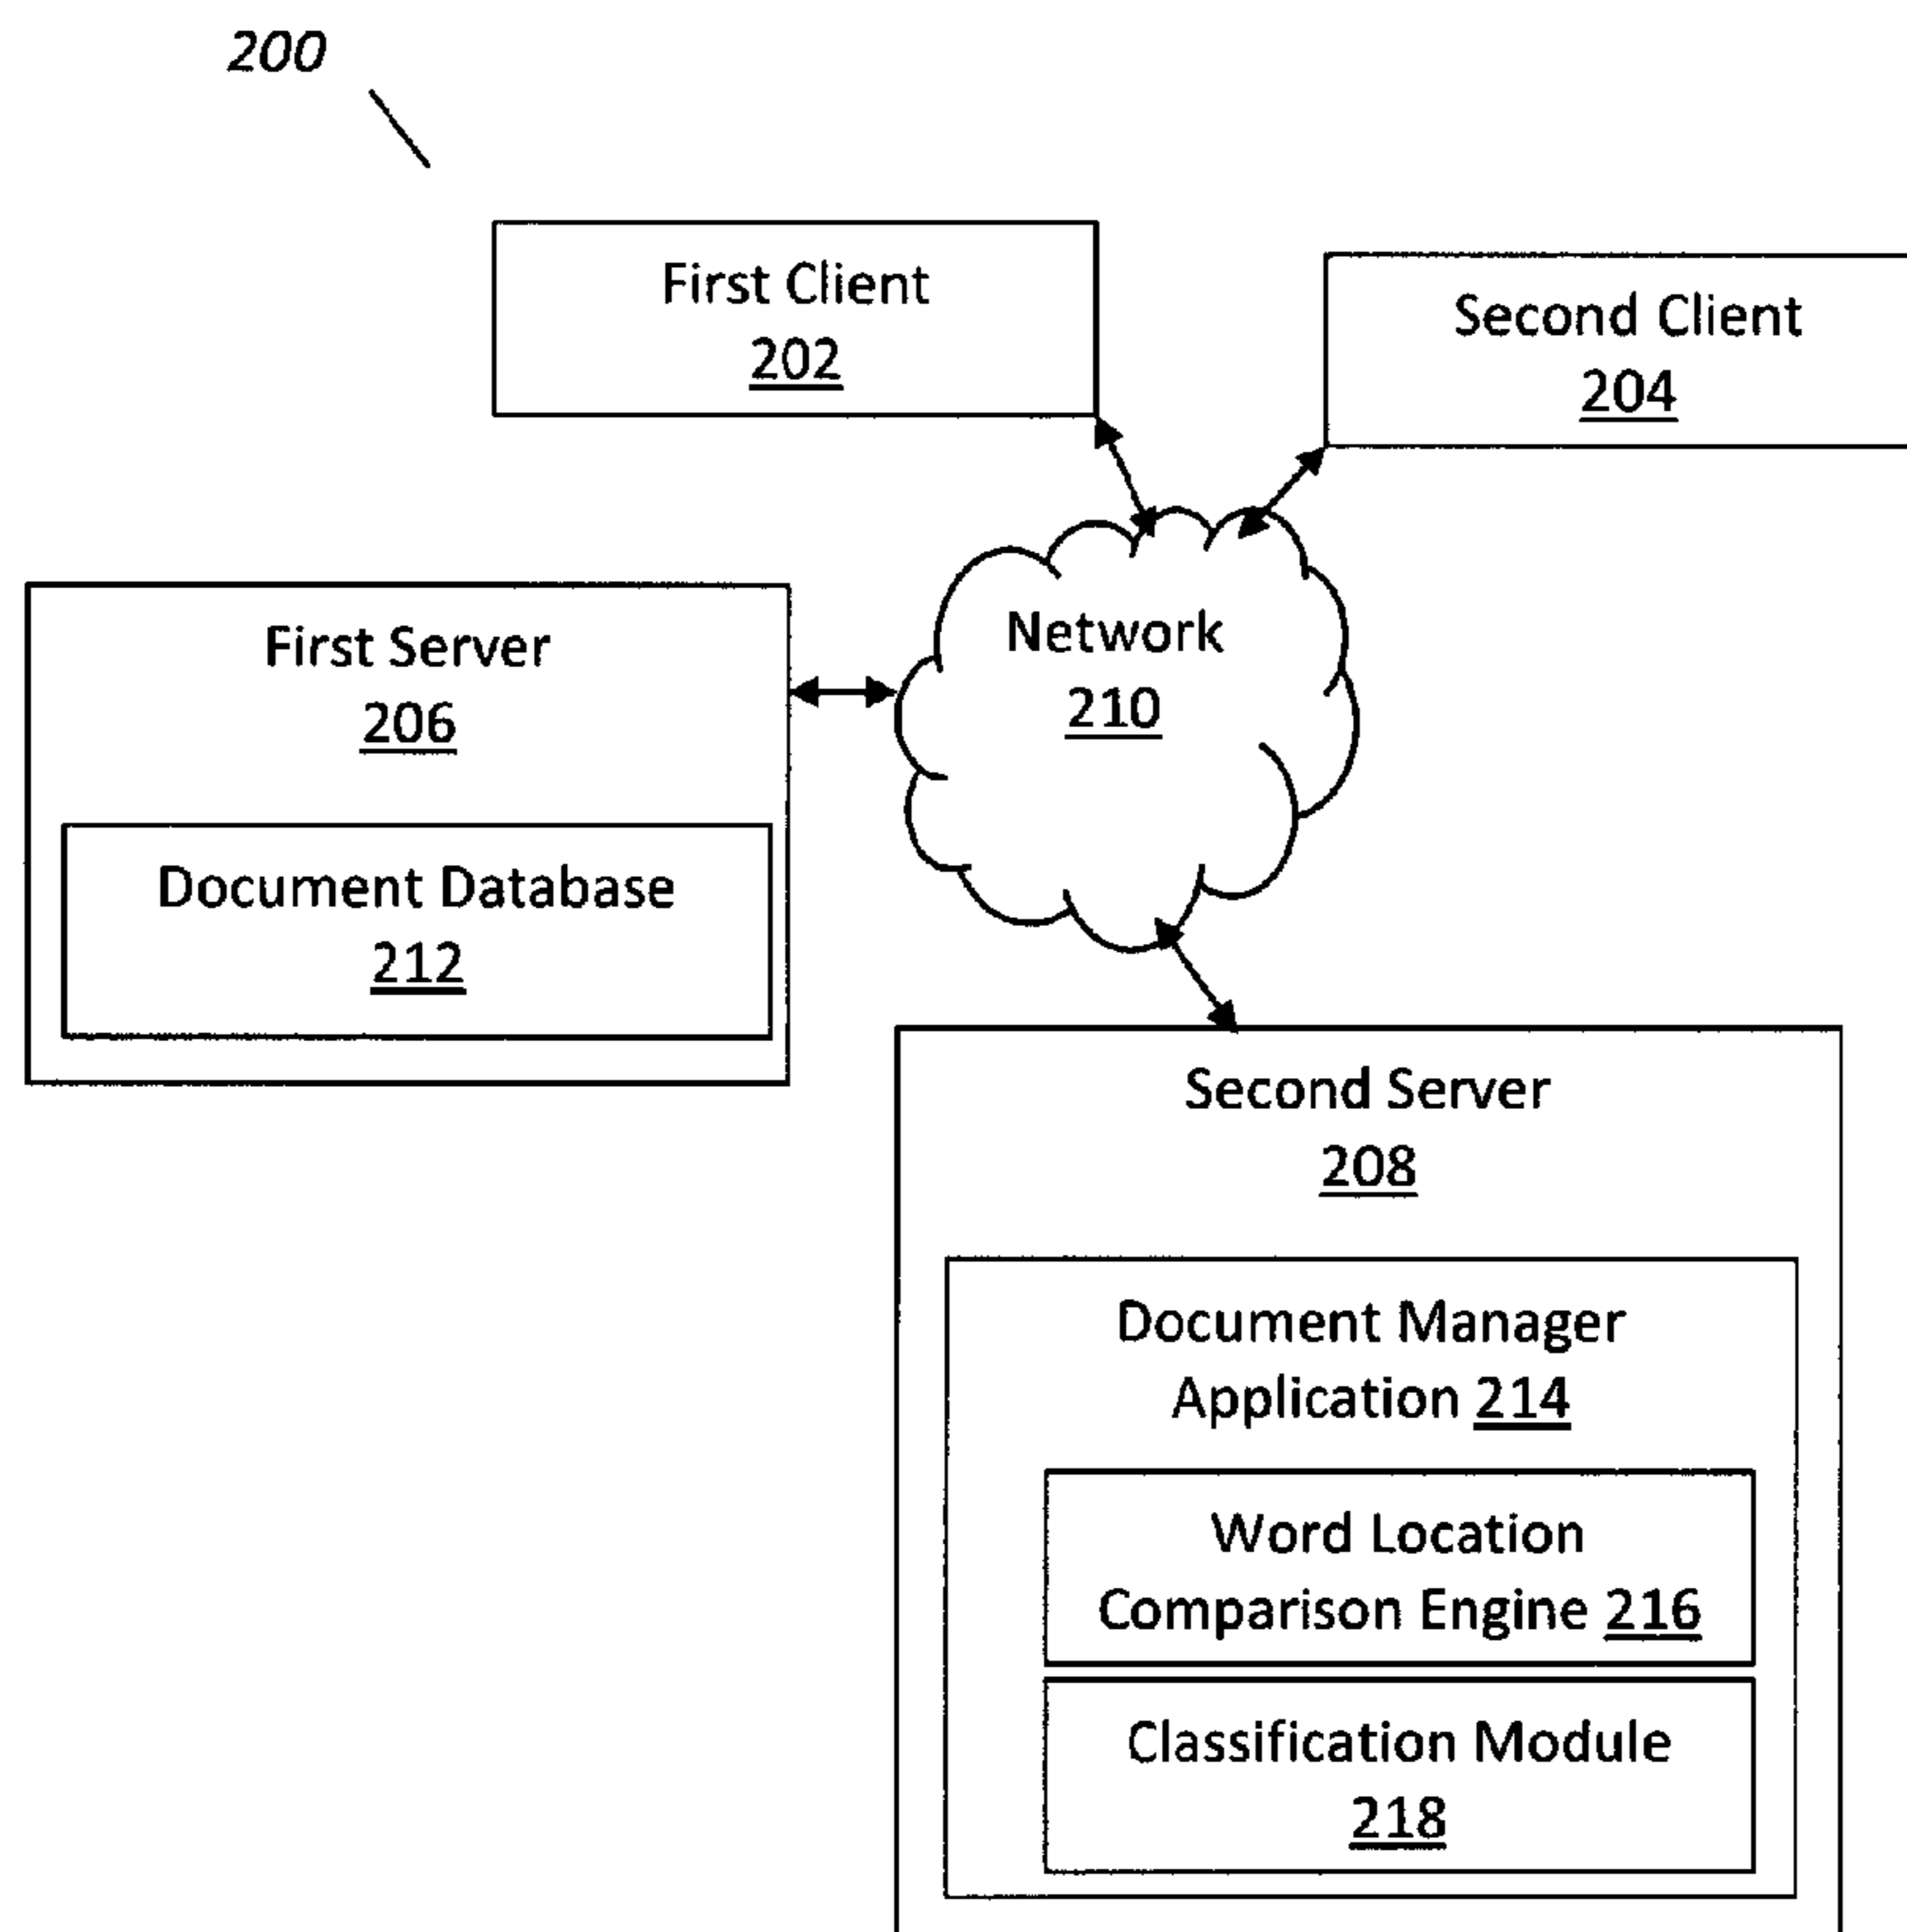 200
First Client
202
Second Client
204
Network
210
First Server
206
Document Database
212
Second Server
208
Document Manager
Application 214
Word Location
Comparison Engine 216
Classification Module
218